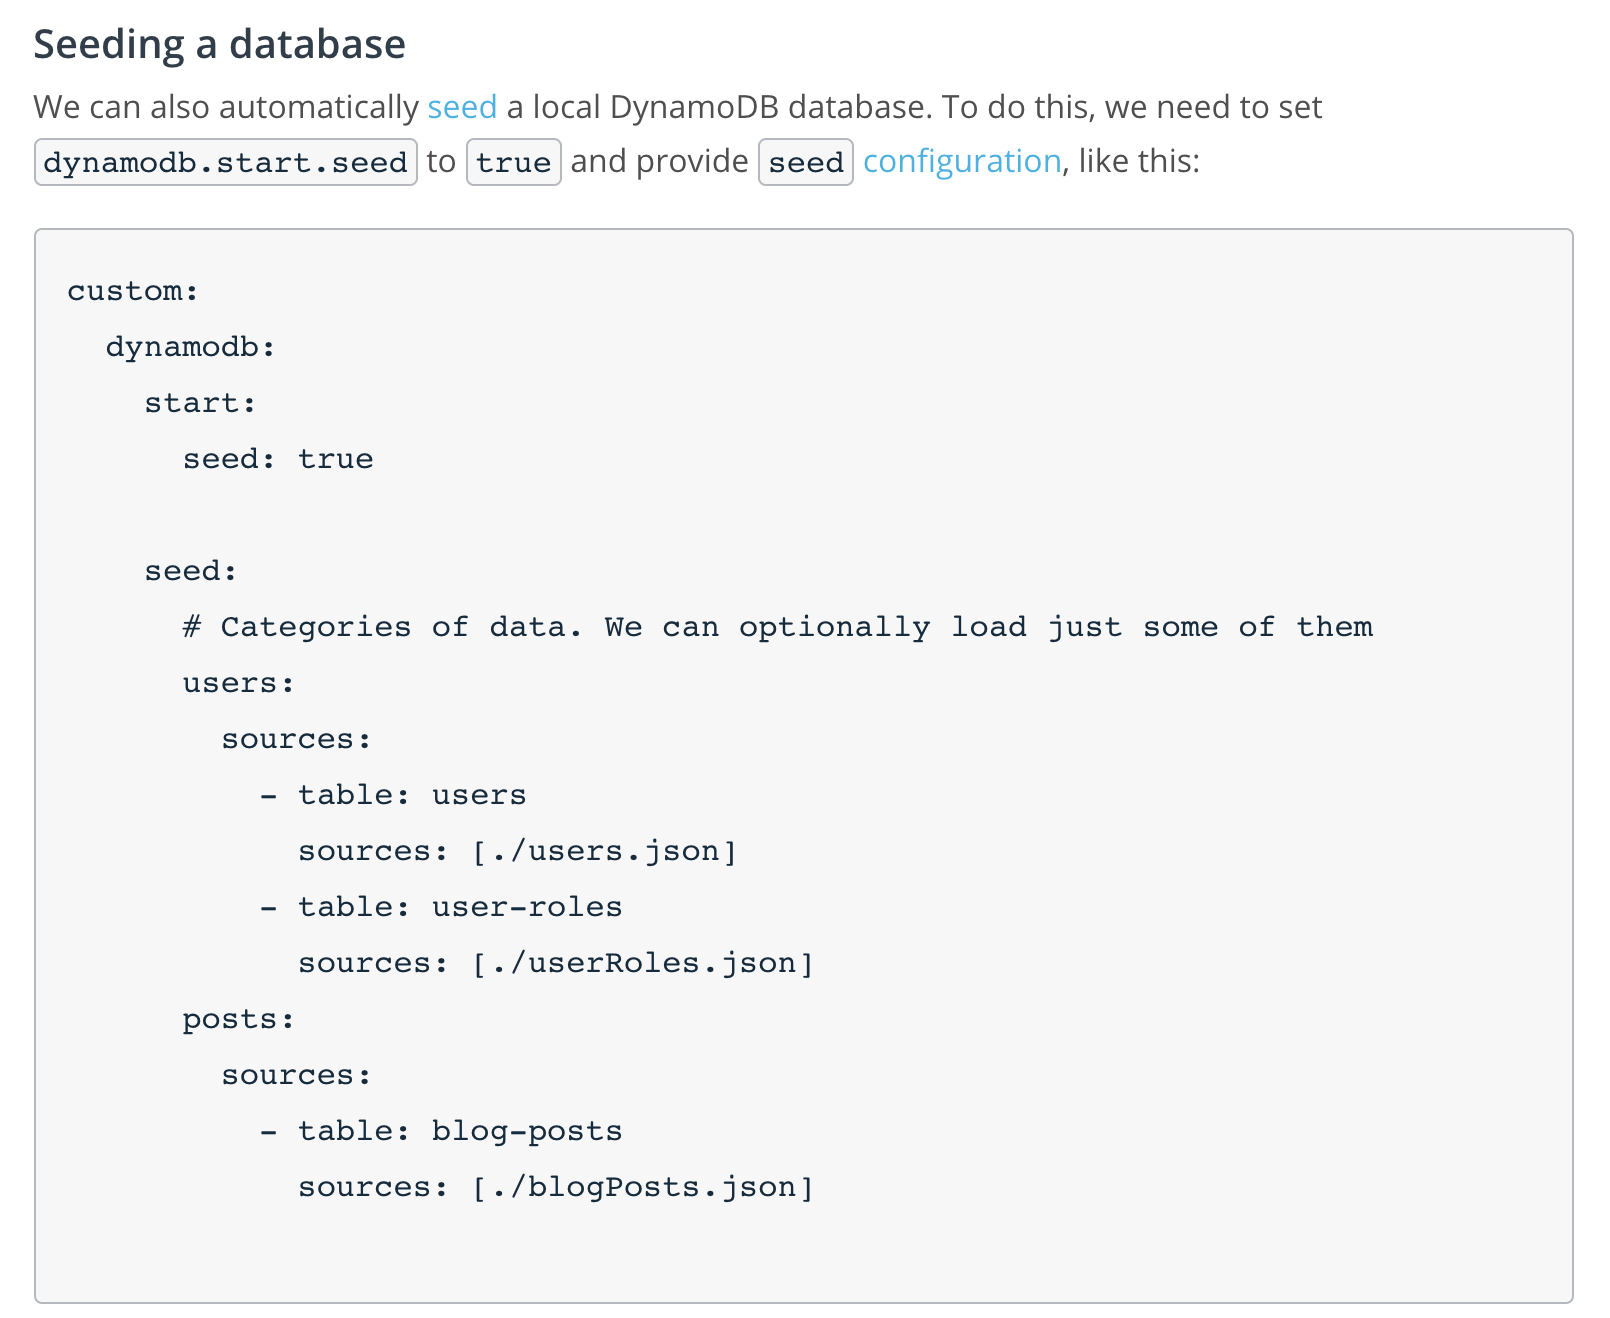 Seeding a database
We can also automatically seed a local DynamoDB database. To do this, we need to set
dynamodb.start.seed to true and provide seed configuration, like this:
custom:
  dynamodb:
    start:
      seed: true

    seed:
      # Categories of data. We can optionally load just some of them
      users:
        sources:
          - table: users
            sources: [./users.json]
          - table: user-roles
            sources: [./userRoles.json]
      posts:
        sources:
          - table: blog-posts
            sources: [./blogPosts.json]